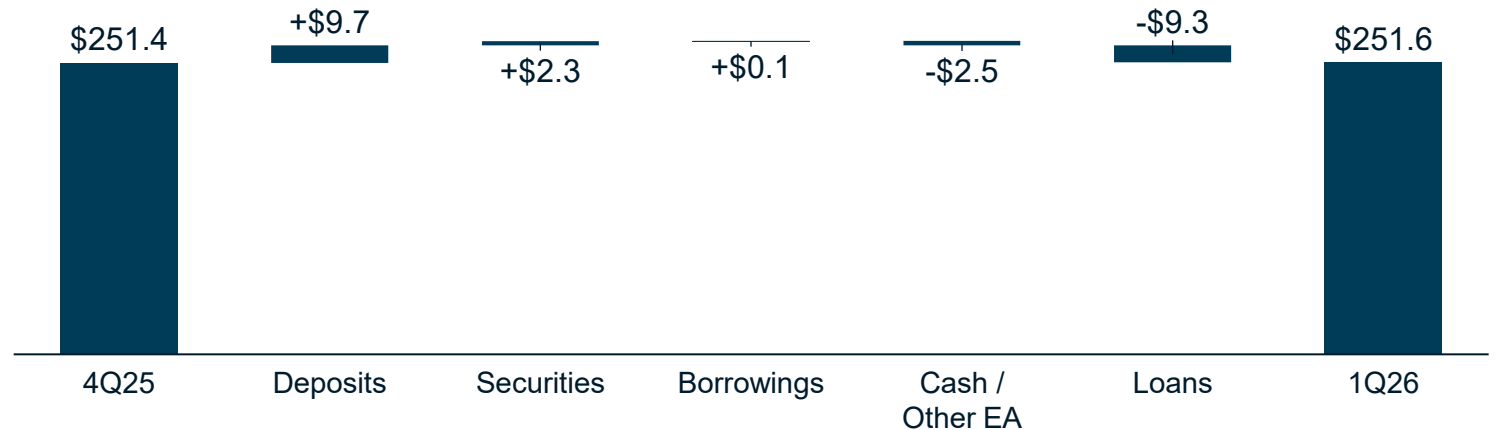 $251.4
+$9.7
+$2.3
+$0.1
-$2.5
-$9.3
$251.6
4Q25
Deposits
Securities
Borrowings
Cash /
Other EA
Loans
1Q26